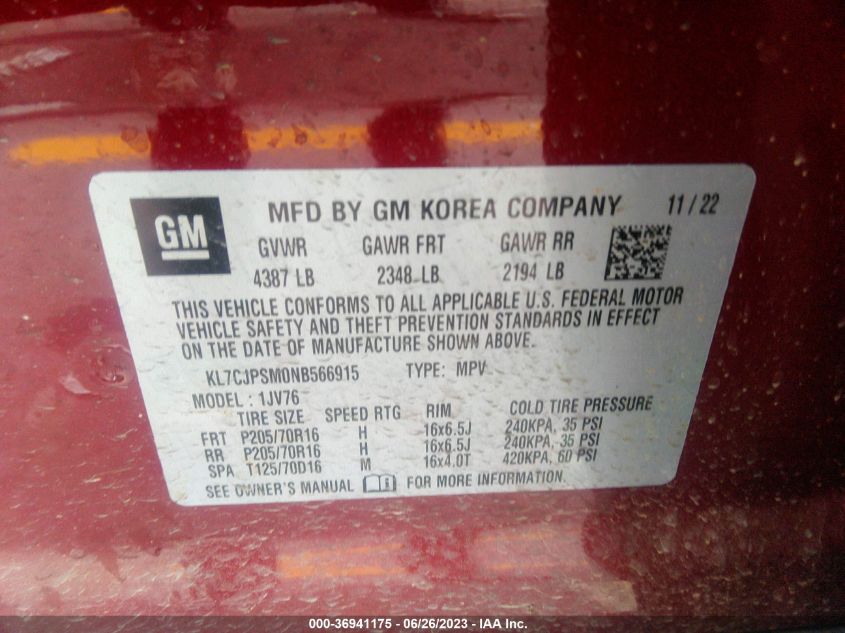 GM MFD BY GM KOREA COMPANY 11/22
GVWR GAWR FRT GAWR RR
4387 LB 2348 LB 2194 LB
THIS VEHICLE CONFORMS TO ALL APPLICABLE U.S. FEDERAL MOTOR
VEHICLE SAFETY AND THEFT PREVENTION STANDARDS IN EFFECT
ON THE DATE OF MANUFACTURE SHOWN ABOVE.
KL7CJPSM0NB566915 TYPE: MPV
MODEL : 1JV76
TIRE SIZE SPEED RTG RIM COLD TIRE PRESSURE
FRT P205/70R16 H 16x6.5J 240KPA, 35 PSI
RR P205/70R16 H 16x6.5J 240KPA, 35 PSI
SPA T125/70D16 M 16x4.0T 420KPA, 60 PSI
SEE OWNER'S MANUAL FOR MORE INFORMATION.
000-36941175 - 06/26/2023 - © IAA Inc.